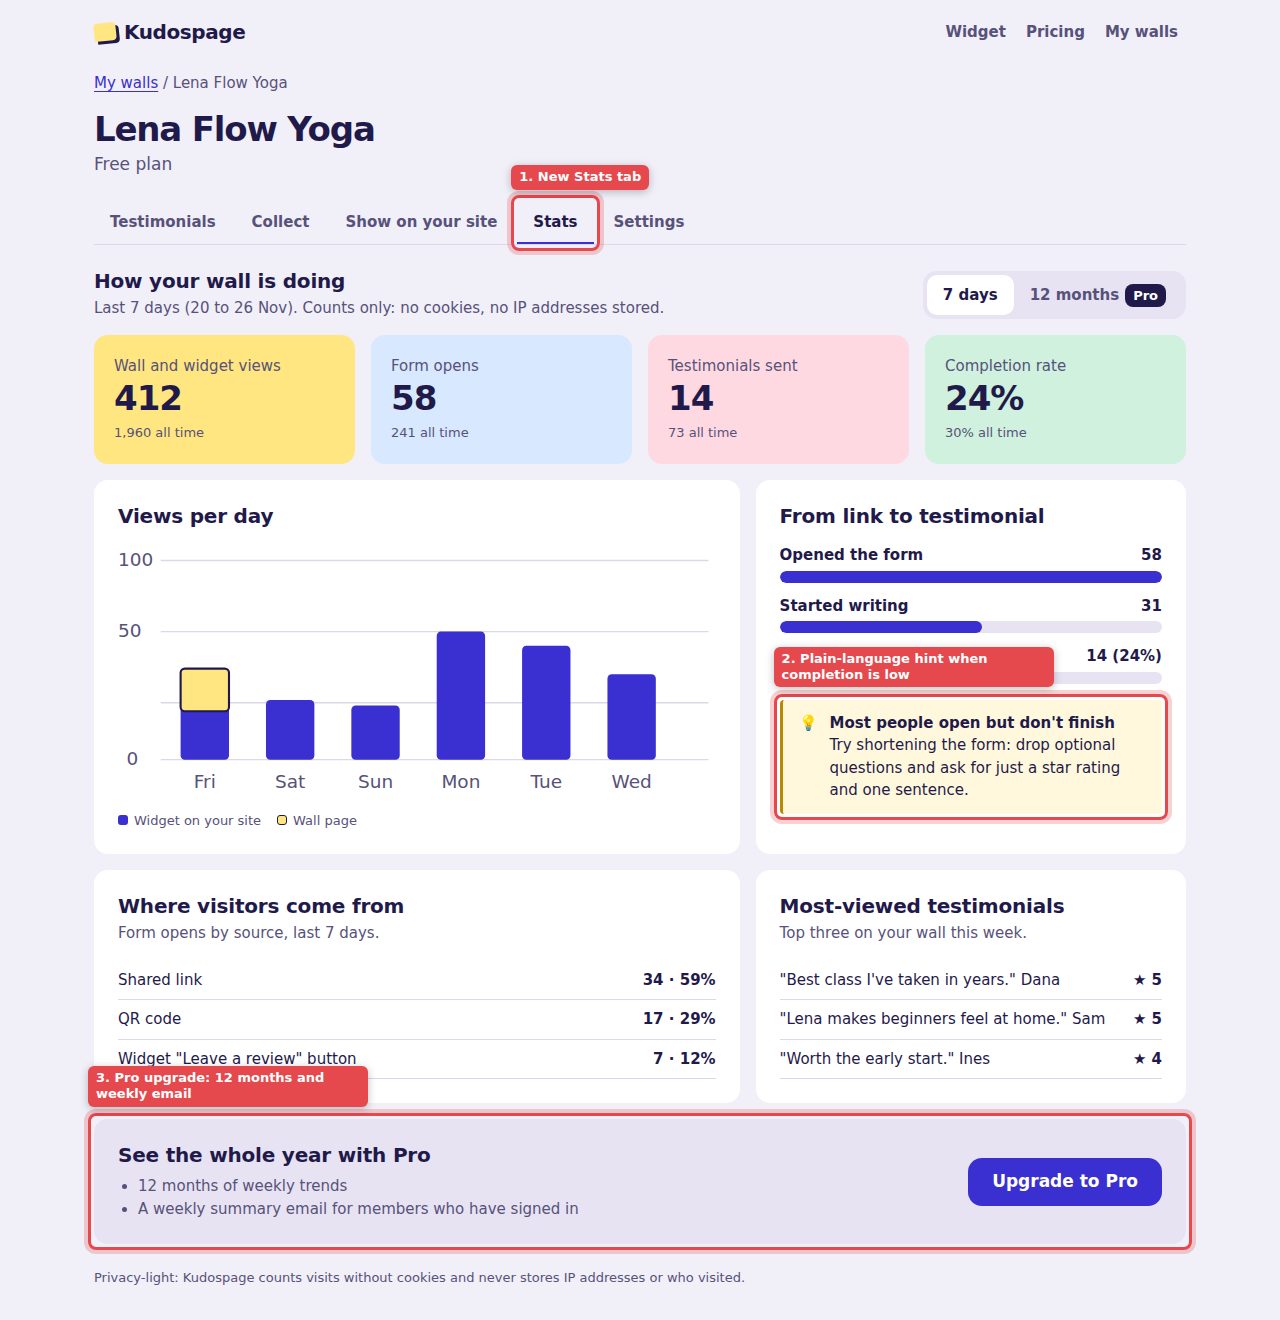 Kudospage
Widget Pricing My walls
My walls / Lena Flow Yoga
Lena Flow Yoga
Free plan
1. New Stats tab
Testimonials Collect Show on your site Stats Settings
How your wall is doing
Last 7 days (20 to 26 Nov). Counts only: no cookies, no IP addresses stored.
7 days 12 months Pro
Wall and widget views
412
1,960 all time
Form opens
58
241 all time
Testimonials sent
14
73 all time
Completion rate
24%
30% all time
Views per day
100
50
0
Fri Sat Sun Mon Tue Wed
Widget on your site Wall page
From link to testimonial
Opened the form 58
Started writing 31
14 (24%)
2. Plain-language hint when
completion is low
💡 Most people open but don't finish
Try shortening the form: drop optional
questions and ask for just a star rating
and one sentence.
Where visitors come from
Form opens by source, last 7 days.
Shared link 34 · 59%
QR code 17 · 29%
Widget "Leave a review" button 7 · 12%
Most-viewed testimonials
Top three on your wall this week.
"Best class I've taken in years." Dana ★ 5
"Lena makes beginners feel at home." Sam ★ 5
"Worth the early start." Ines ★ 4
3. Pro upgrade: 12 months and
weekly email
See the whole year with Pro
• 12 months of weekly trends
• A weekly summary email for members who have signed in
Upgrade to Pro
Privacy-light: Kudospage counts visits without cookies and never stores IP addresses or who visited.